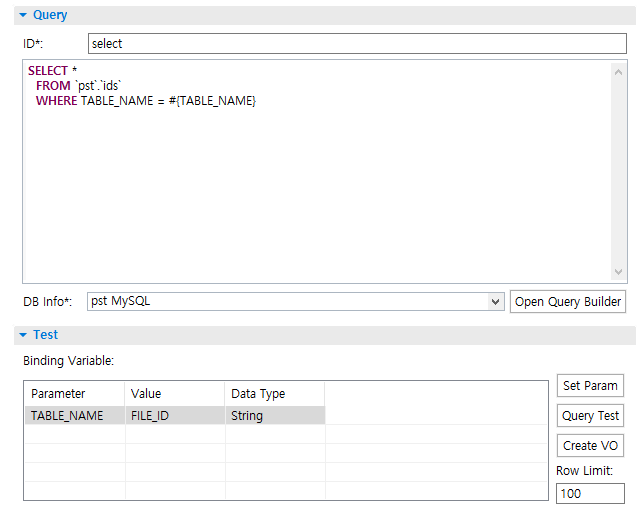 Query
ID*: select
SELECT *
FROM `pst`.`ids`
WHERE TABLE_NAME = #{TABLE_NAME}
DB Info*: pst MySQL Open Query Builder
Test
Binding Variable:
Parameter Value Data Type
TABLE_NAME FILE_ID String
Set Param
Query Test
Create VO
Row Limit:
100